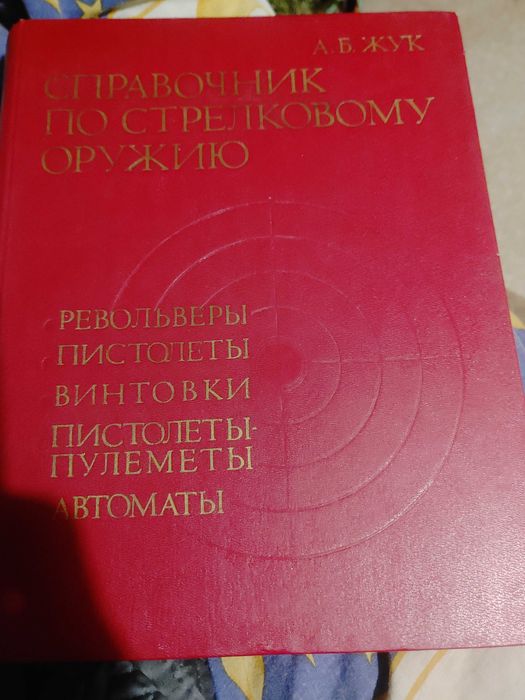 А. Б. ЖУК
СПРАВОЧНИК
ПО СТРЕЛКОВОМУ
ОРУЖИЮ
РЕВОЛЬВЕРЫ
ПИСТОЛЕТЫ
ВИНТОВКИ
ПИСТОЛЕТЫ-
ПУЛЕМЕТЫ
АВТОМАТЫ